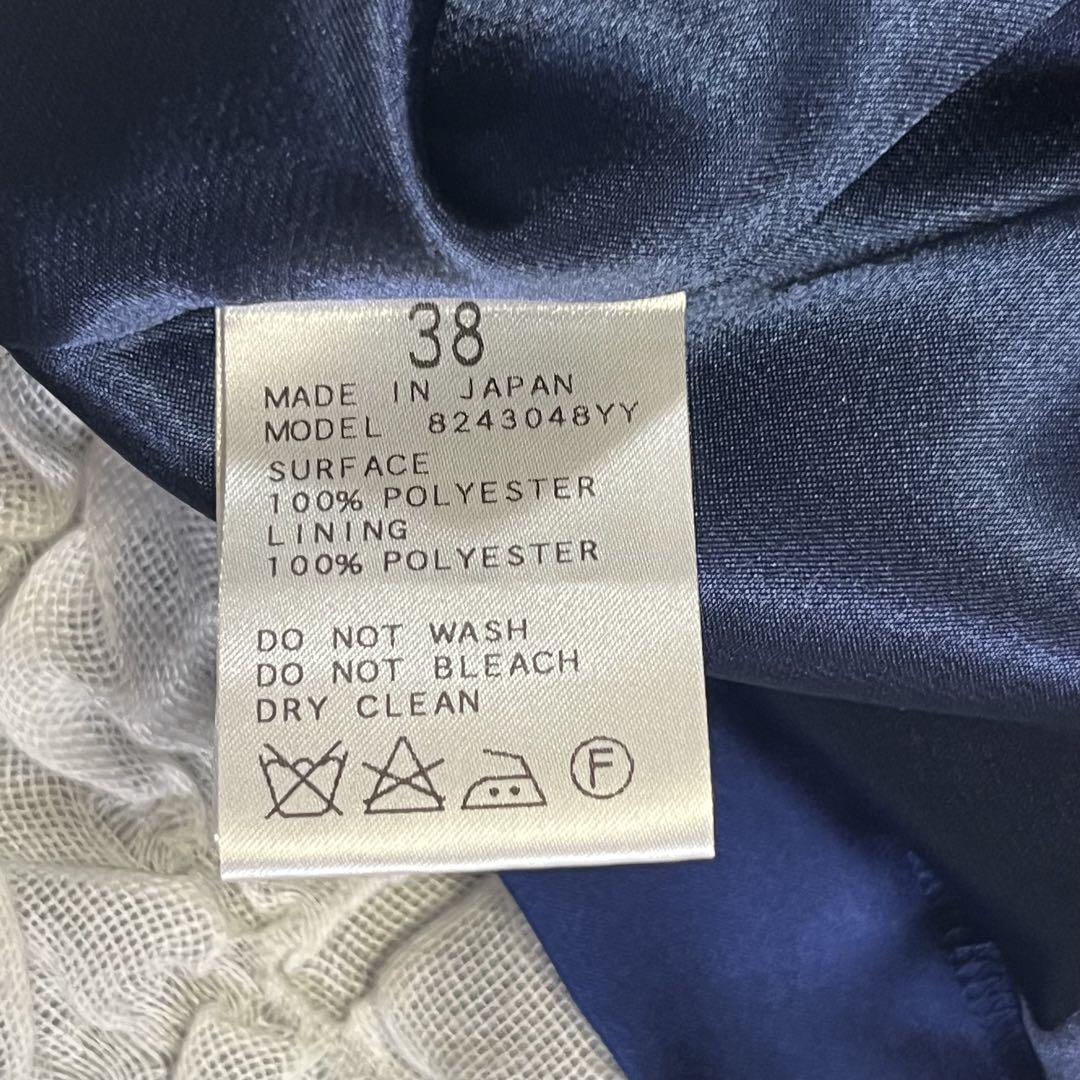 38
MADE IN JAPAN
MODEL 8243048YY
SURFACE
100% POLYESTER
LINING
100% POLYESTER
DO NOT WASH
DO NOT BLEACH
DRY CLEAN
F